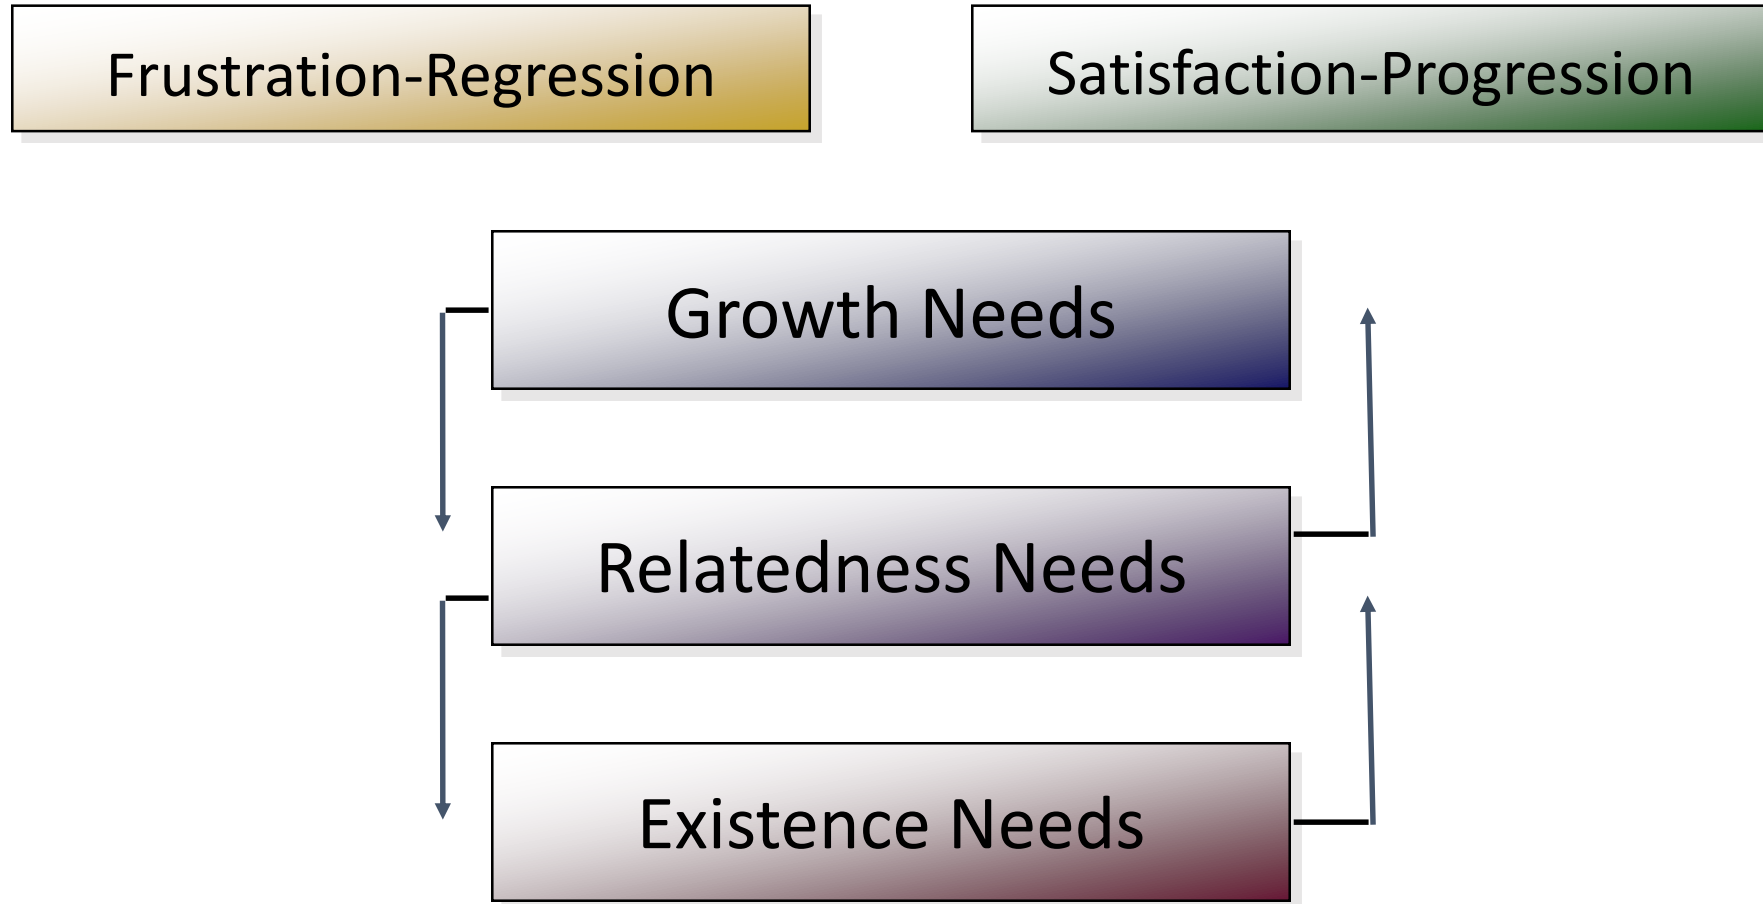 Frustration-Regression
Satisfaction-Progression
Growth Needs
Relatedness Needs
Existence Needs